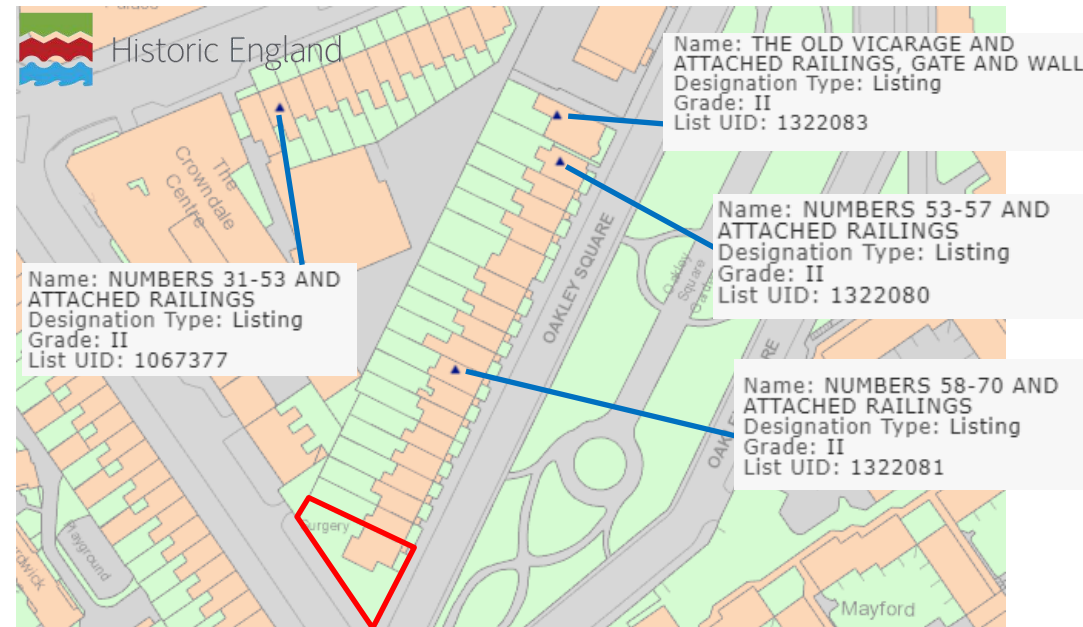 Historic England
Name: THE OLD VICARAGE AND
ATTACHED RAILINGS, GATE AND WALL
Designation Type: Listing
Grade: II
List UID: 1322083
The
Crowndale
Centre
Name: NUMBERS 53-57 AND
ATTACHED RAILINGS
Designation Type: Listing
Grade: II
List UID: 1322080
OAKLEY SQUARE
Oakley
Square
Name: NUMBERS 31-53 AND
ATTACHED RAILINGS
Designation Type: Listing
Grade: II
List UID: 1067377
Name: NUMBERS 58-70 AND
ATTACHED RAILINGS
Designation Type: Listing
Grade: II
List UID: 1322081
Surgery
Playground
Mayford